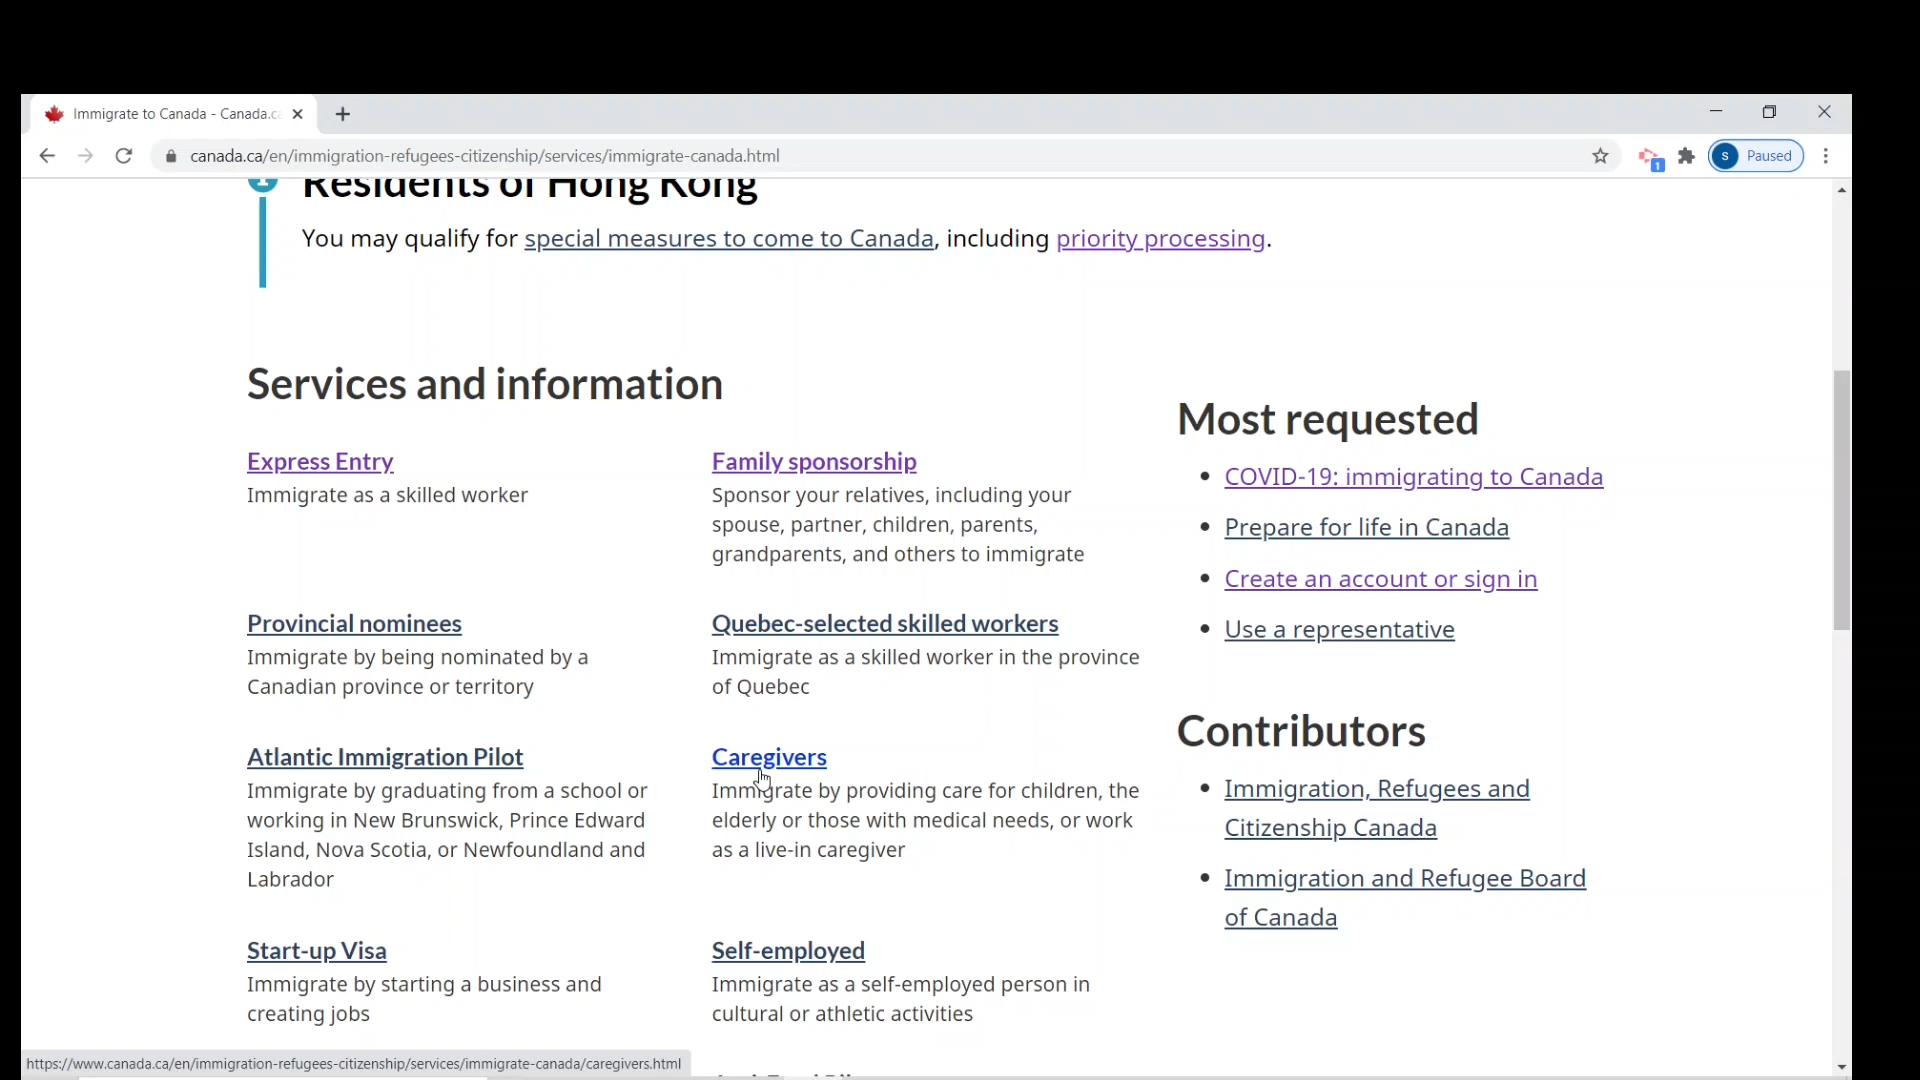 Immigrate to Canada - Canada.c
canada.ca/en/immigration-refugees-citizenship/services/immigrate-canada.html
1
S
Paused
Residents of Hong Kong
You may qualify for special measures to come to Canada, including priority processing.
Services and information
Express Entry
Immigrate as a skilled worker
Family sponsorship
Sponsor your relatives, including your
spouse, partner, children, parents,
grandparents, and others to immigrate
Provincial nominees
Immigrate by being nominated by a
Canadian province or territory
Quebec-selected skilled workers
Immigrate as a skilled worker in the province
of Quebec
Atlantic Immigration Pilot
Immigrate by graduating from a school or
working in New Brunswick, Prince Edward
Island, Nova Scotia, or Newfoundland and
Labrador
Caregivers
Immigrate by providing care for children, the
elderly or those with medical needs, or work
as a live-in caregiver
Start-up Visa
Immigrate by starting a business and
creating jobs
Self-employed
Immigrate as a self-employed person in
cultural or athletic activities
Most requested
COVID-19: immigrating to Canada
Prepare for life in Canada
Create an account or sign in
Use a representative
Contributors
Immigration, Refugees and
Citizenship Canada
Immigration and Refugee Board
of Canada
https://www.canada.ca/en/immigration-refugees-citizenship/services/immigrate-canada/caregivers.html